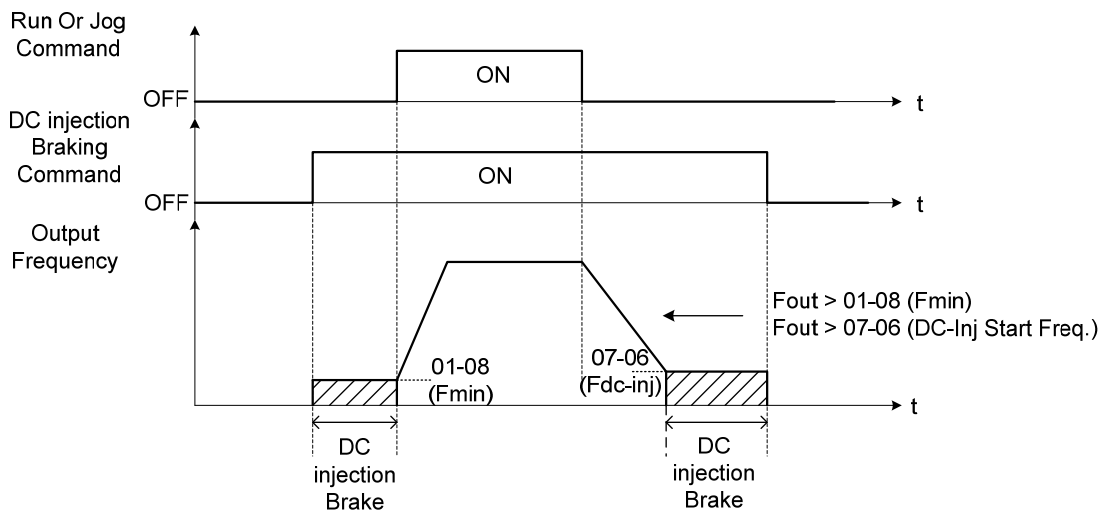 Run Or Jog
Command
ON
OFF
t
DC injection
Braking
Command
ON
OFF
t
Output
Frequency
Fout > 01-08 (Fmin)
Fout > 07-06 (DC-Inj Start Freq.)
01-08
(Fmin)
07-06
(Fdc-inj)
t
DC
injection
Brake
DC
injection
Brake